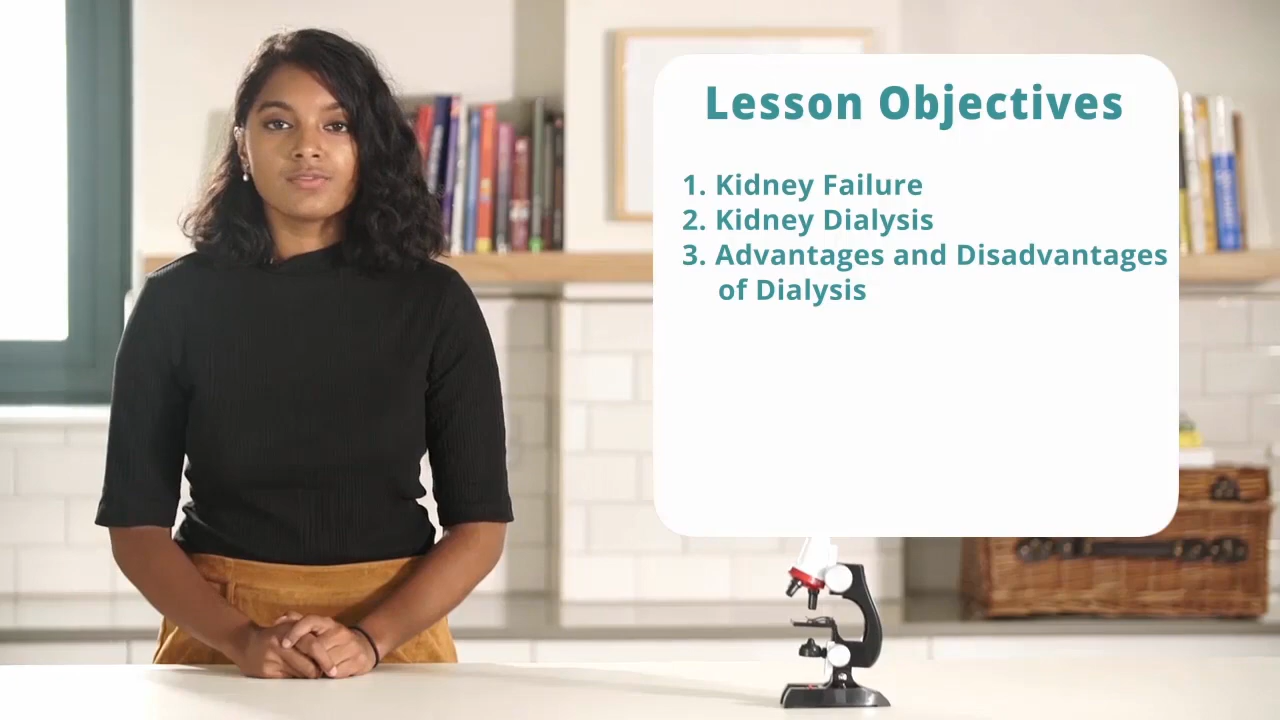 Lesson Objectives
1. Kidney Failure
2. Kidney Dialysis
3. Advantages and Disadvantages
of Dialysis